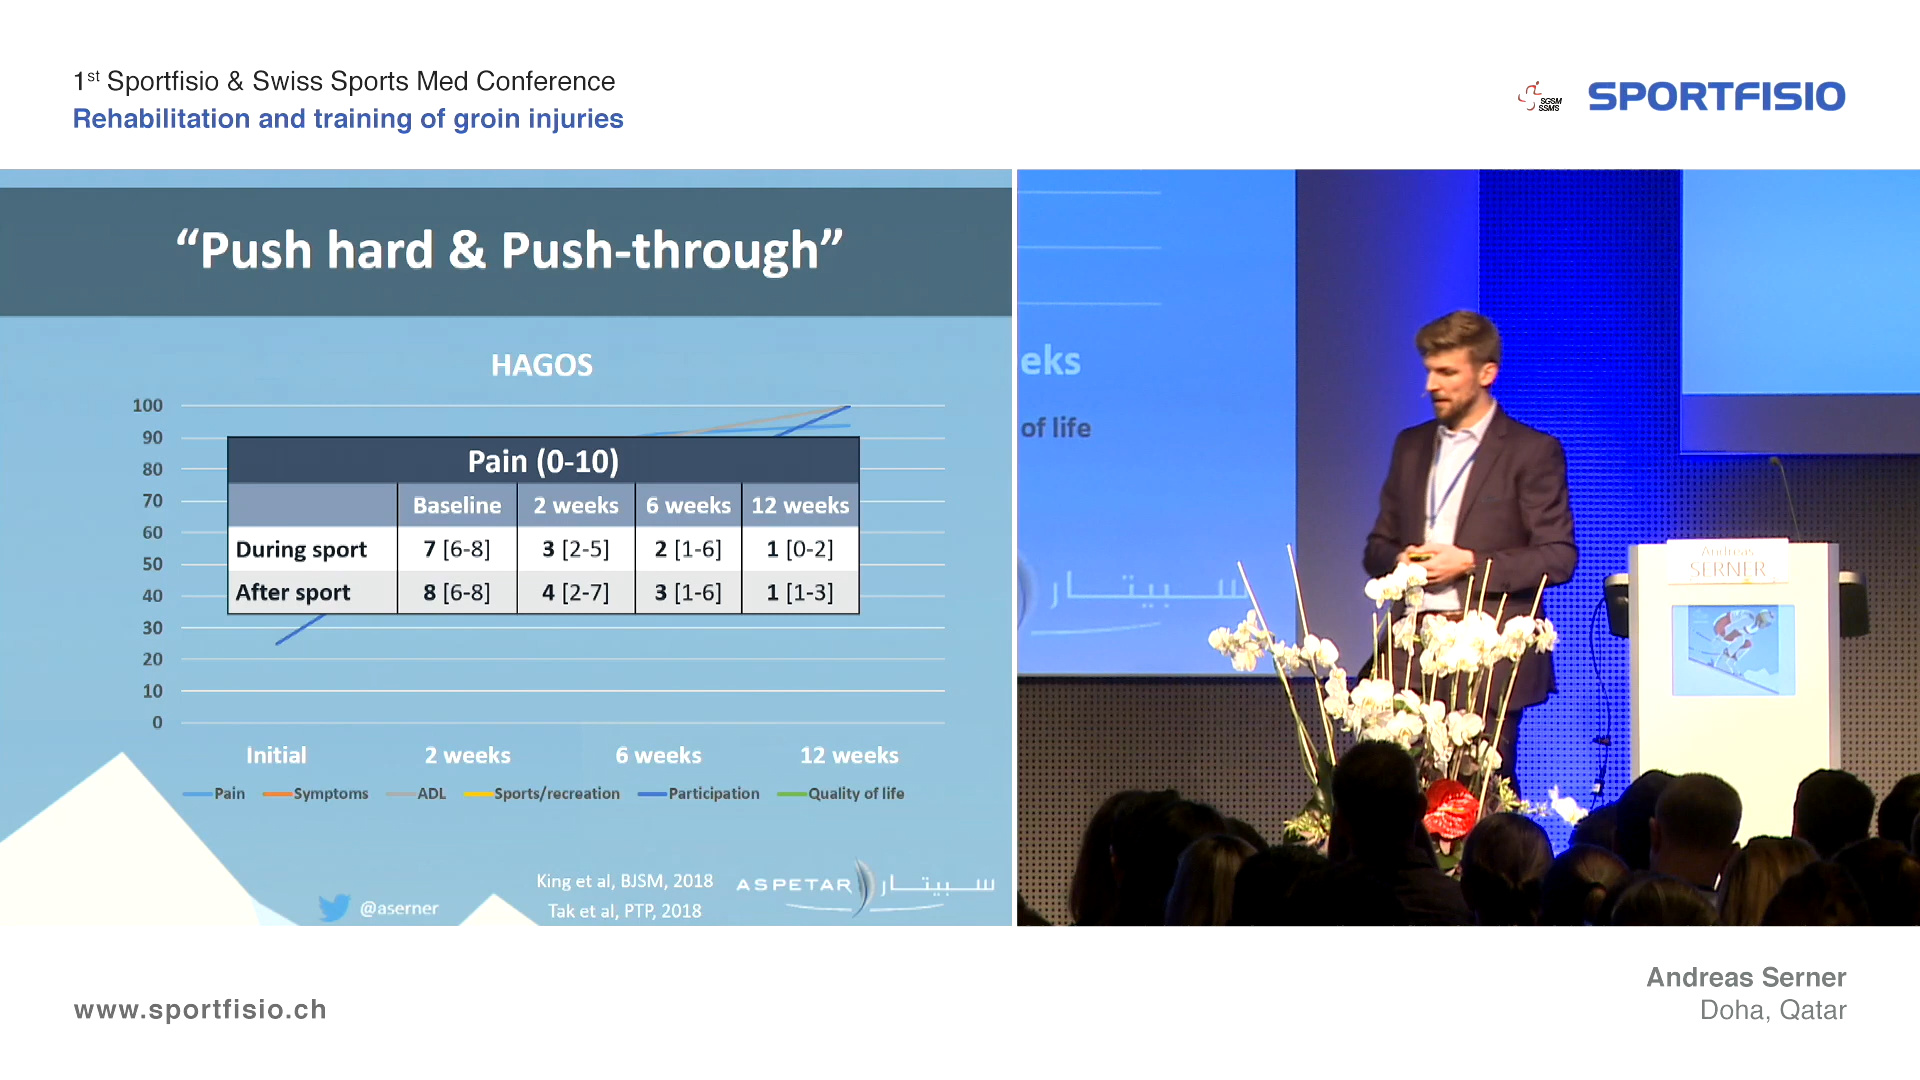 1st Sportfisio & Swiss Sports Med Conference
Rehabilitation and training of groin injuries
SGSM
SSMS
SPORTFISIO
“Push hard & Push-through”
HAGOS
100
90
80
70
60
50
40
30
20
10
0
Pain (0-10)
Baseline 2 weeks 6 weeks 12 weeks
During sport 7 [6-8] 3 [2-5] 2 [1-6] 1 [0-2]
After sport 8 [6-8] 4 [2-7] 3 [1-6] 1 [1-3]
Initial 2 weeks 6 weeks 12 weeks
Pain Symptoms ADL Sports/recreation Participation Quality of life
King et al, BJSM, 2018
Tak et al, PTP, 2018
@aserner
ASPETAR سبيتار
eks
of life
سبيتار
Andreas
SERNER
www.sportfisio.ch
Andreas Serner
Doha, Qatar